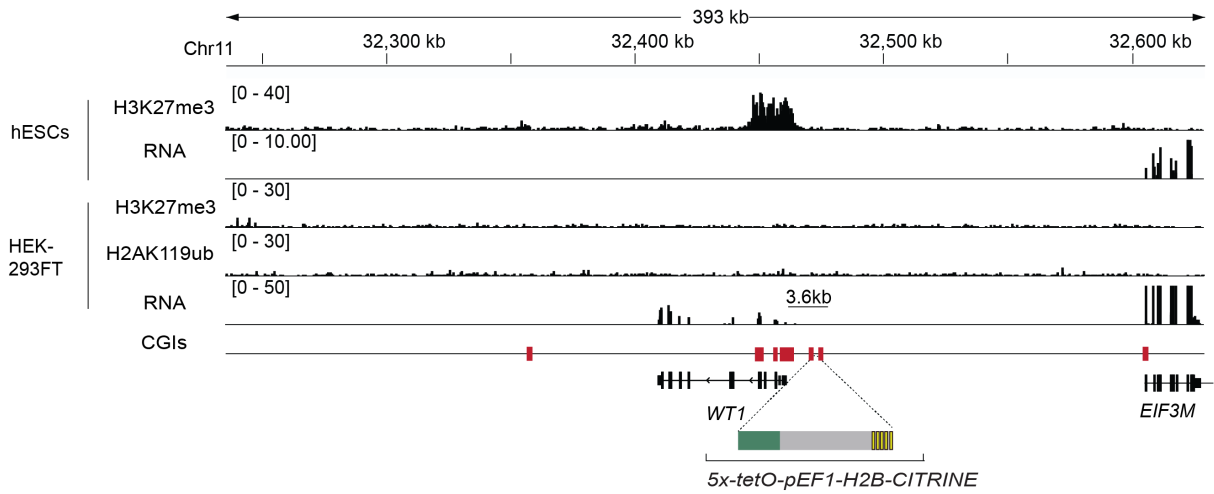 393 kb
Chr11
32,300 kb 32,400 kb 32,500 kb 32,600 kb
hESCs
H3K27me3 [0 - 40]
RNA [0 - 10.00]
HEK-
293FT
H3K27me3 [0 - 30]
H2AK119ub [0 - 30]
RNA [0 - 50]
3.6kb
CGIs
WT1
EIF3M
5x-tetO-pEF1-H2B-CITRINE